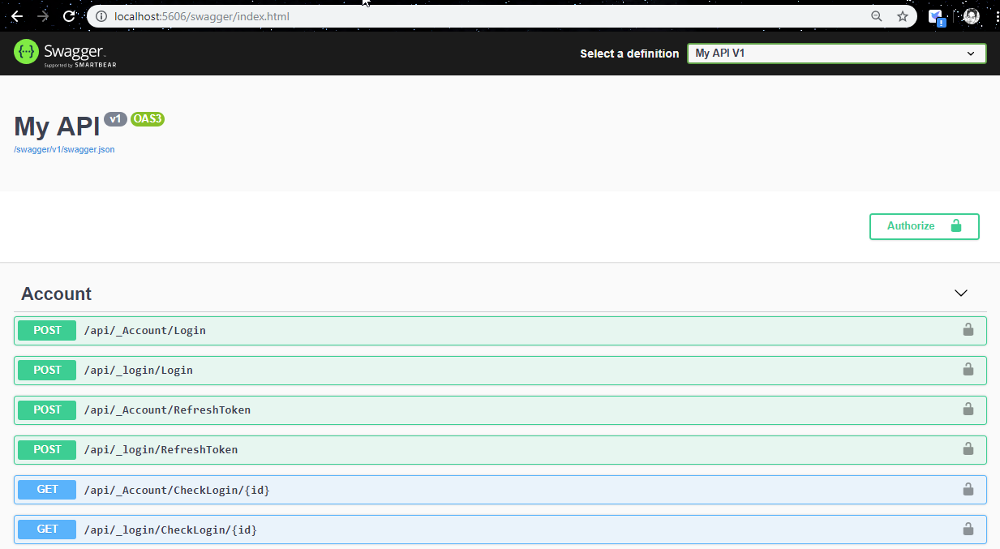 localhost:5606/swagger/index.html
{··} Swagger
Supported by SMARTBEAR
Select a definition My API V1
My API v1 OAS3
/swagger/v1/swagger.json
Authorize
Account
POST /api/_Account/Login
POST /api/_login/Login
POST /api/_Account/RefreshToken
POST /api/_login/RefreshToken
GET /api/_Account/CheckLogin/{id}
GET /api/_login/CheckLogin/{id}